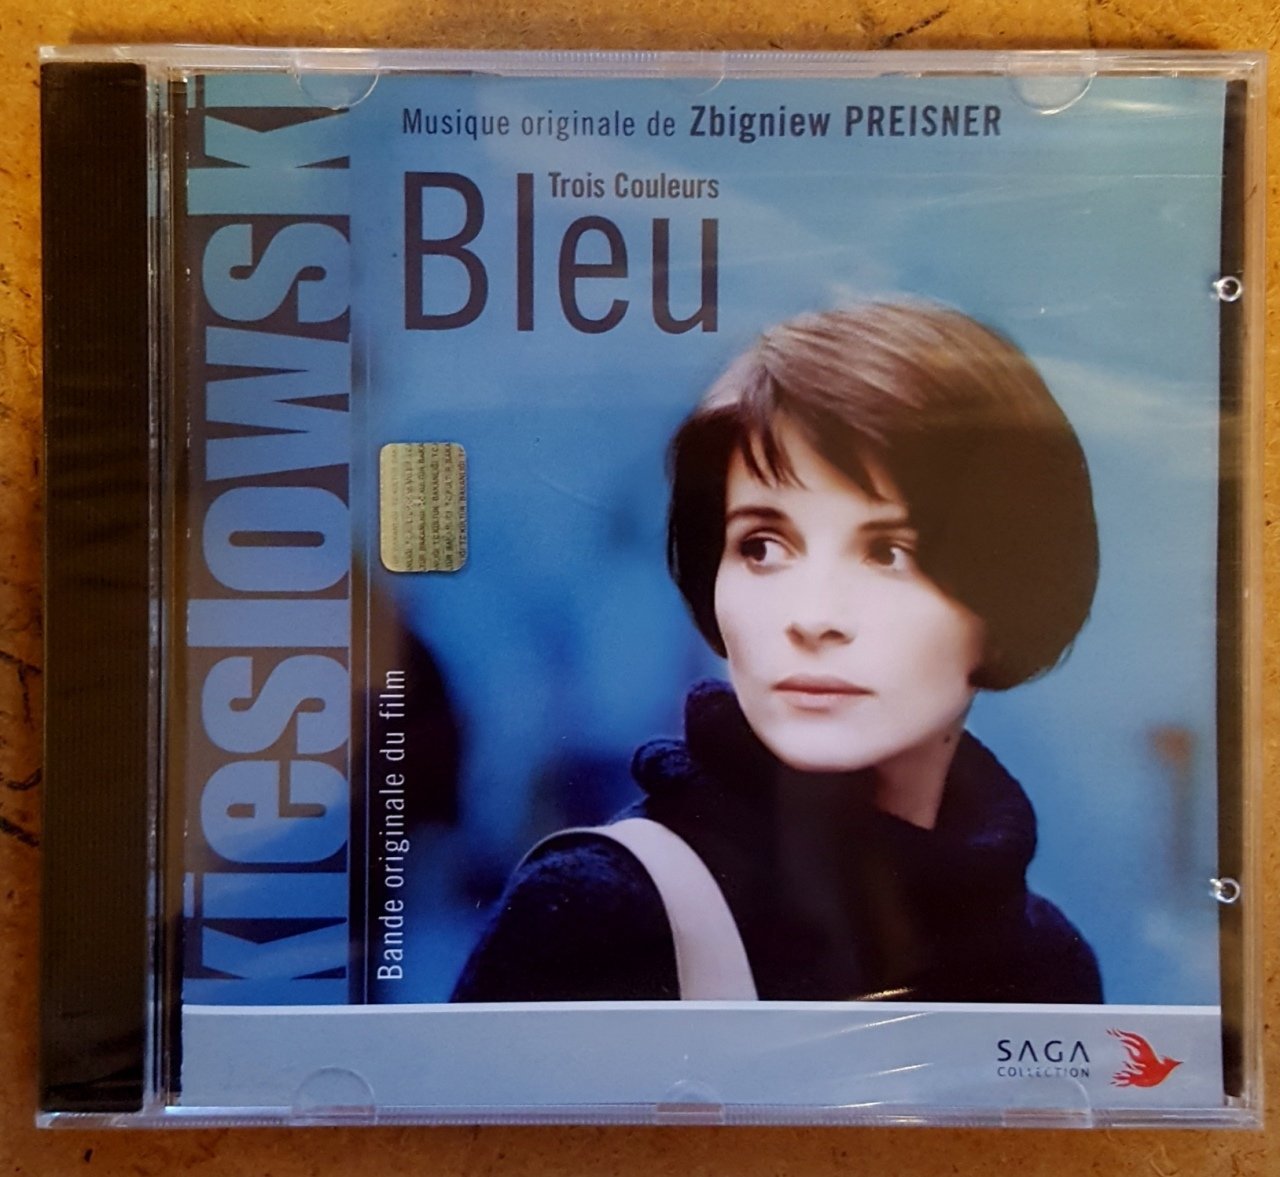 Musique originale de Zbigniew PREISNER
Trois Couleurs
Bleu
Kieslowski
Bande originale du film
SAGA
COLLECTION